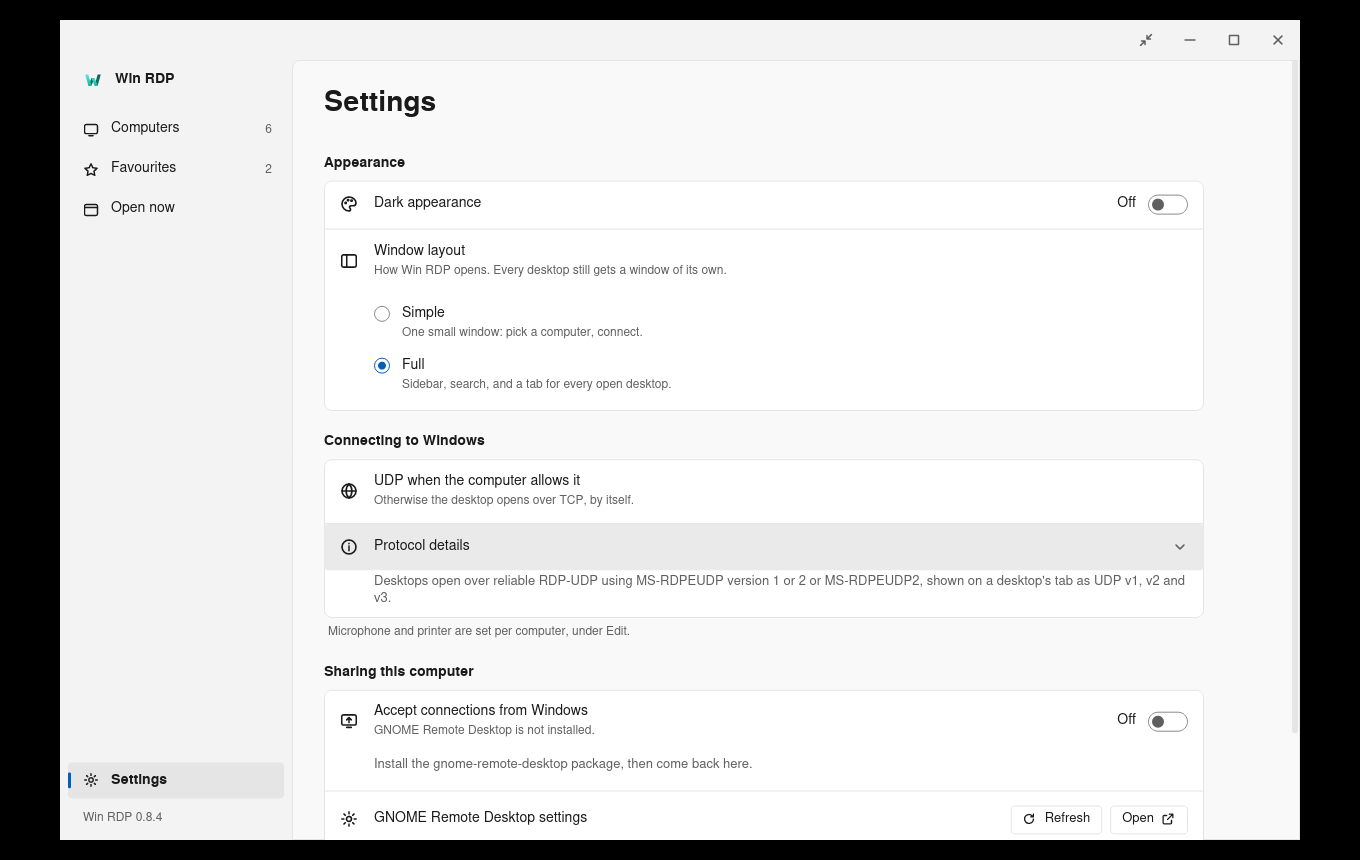 Win RDP
Computers 6
Favourites 2
Open now
Settings
Win RDP 0.8.4
Settings
Appearance
Dark appearance Off
Window layout
How Win RDP opens. Every desktop still gets a window of its own.
Simple
One small window: pick a computer, connect.
Full
Sidebar, search, and a tab for every open desktop.
Connecting to Windows
UDP when the computer allows it
Otherwise the desktop opens over TCP, by itself.
Protocol details
Desktops open over reliable RDP-UDP using MS-RDPEUDP version 1 or 2 or MS-RDPEUDP2, shown on a desktop's tab as UDP v1, v2 and
v3.
Microphone and printer are set per computer, under Edit.
Sharing this computer
Accept connections from Windows Off
GNOME Remote Desktop is not installed.
Install the gnome-remote-desktop package, then come back here.
GNOME Remote Desktop settings Refresh Open